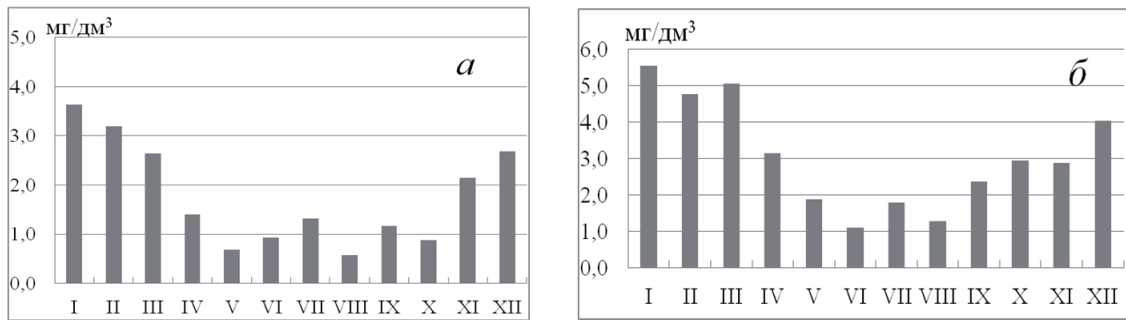 мг/дм³
5,0
а
4,0
3,0
2,0
1,0
0,0
I II III IV V VI VII VIII IX X XI XII
мг/дм³
6,0
б
5,0
4,0
3,0
2,0
1,0
0,0
I II III IV V VI VII VIII IX X XI XII